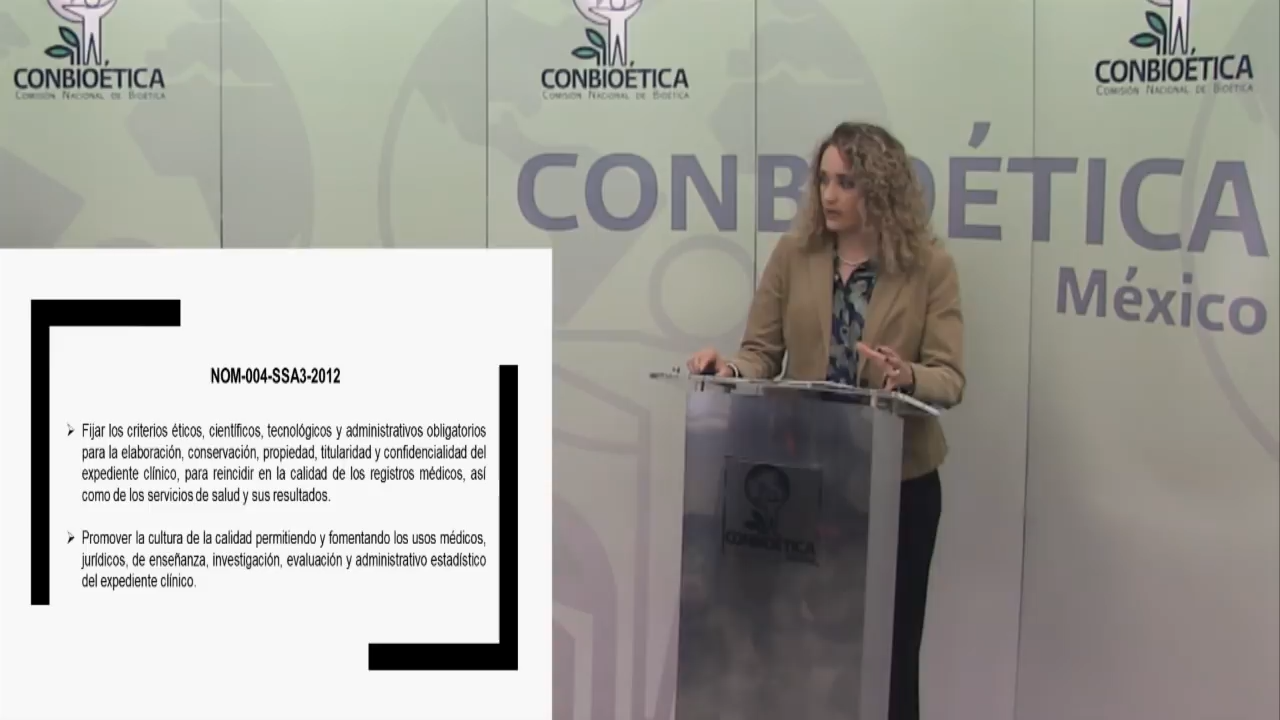 CONBIOÉTICA
COMISIÓN NACIONAL DE BIOÉTICA
CONBIOÉTICA
COMISIÓN NACIONAL DE BIOÉTICA
CONBIOÉTICA
COMISIÓN NACIONAL DE BIOÉTICA
CONBIOÉTICA
México
NOM-004-SSA3-2012
Fijar los criterios éticos, científicos, tecnológicos y administrativos obligatorios
para la elaboración, conservación, propiedad, titularidad y confidencialidad del
expediente clínico, para reincidir en la calidad de los registros médicos, así
como de los servicios de salud y sus resultados.
Promover la cultura de la calidad permitiendo y fomentando los usos médicos,
jurídicos, de enseñanza, investigación, evaluación y administrativo estadístico
del expediente clínico.
CONBIOÉTICA